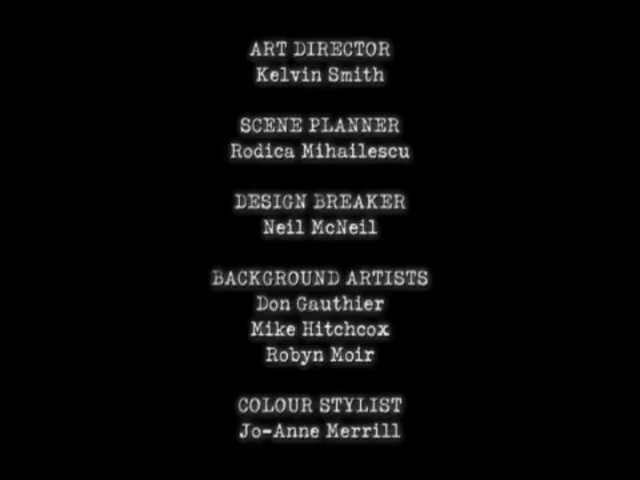 ART DIRECTOR
Kelvin Smith
SCENE PLANNER
Rodica Mihailescu
DESIGN BREAKER
Neil McNeil
BACKGROUND ARTISTS
Don Gauthier
Mike Hitchcox
Robyn Moir
COLOUR STYLIST
Jo-Anne Merrill